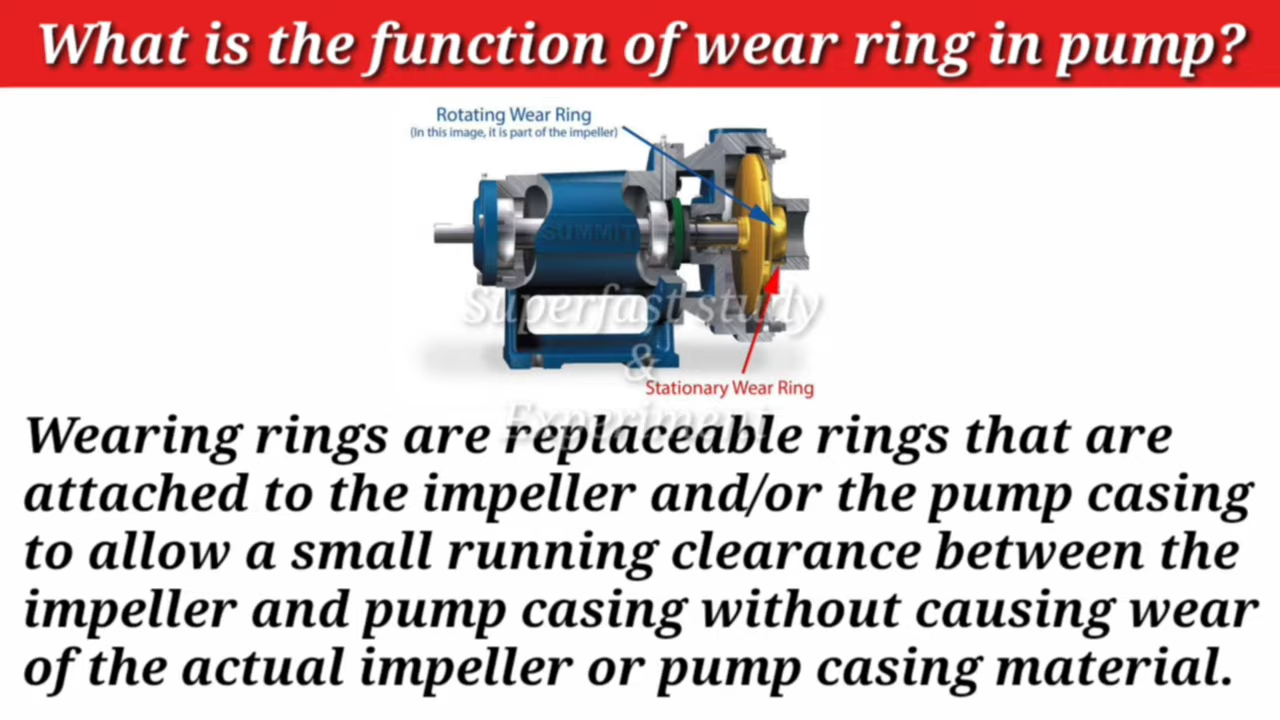 What is the function of wear ring in pump?
Rotating Wear Ring
(In this image, it is part of the impeller)
SUMMIT
Superfast study
&
Stationary Wear Ring
Experiment
Wearing rings are replaceable rings that are
attached to the impeller and/or the pump casing
to allow a small running clearance between the
impeller and pump casing without causing wear
of the actual impeller or pump casing material.